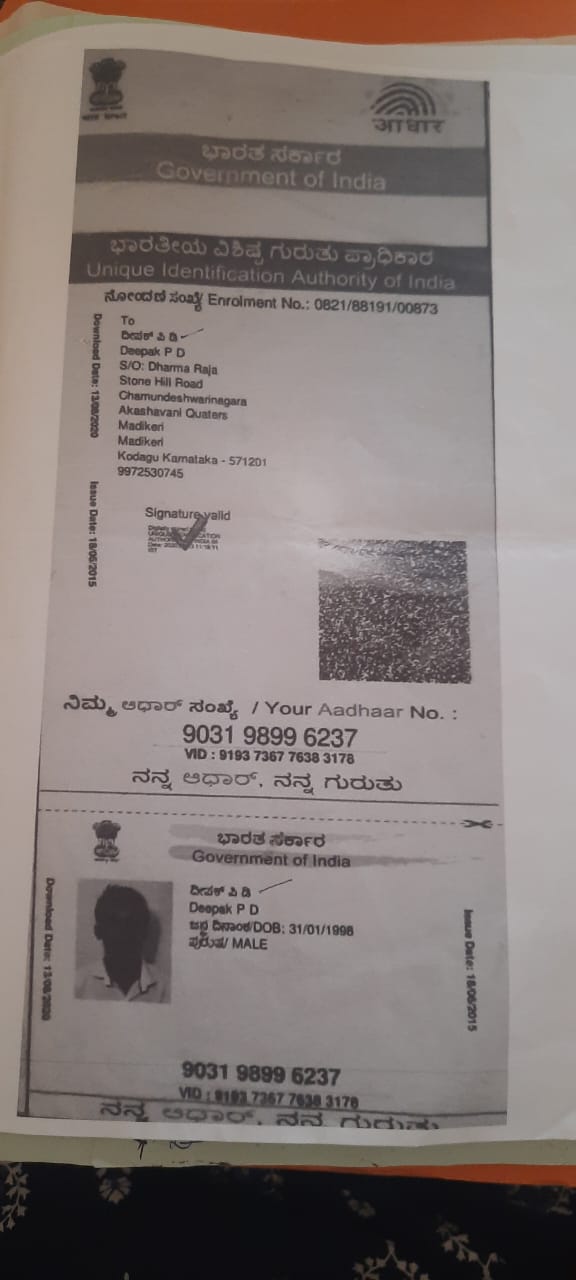 आधार
ಭಾರತ ಸರ್ಕಾರ
Government of India
ಭಾರತೀಯ ವಿಶಿಷ್ಟ ಗುರುತು ಪ್ರಾಧಿಕಾರ
Unique Identification Authority of India
ನೋಂದಣಿ ಸಂಖ್ಯೆ/ Enrolment No.: 0821/88191/00873
To
ದೀಪಕ್ ಪಿ ಡಿ
Deepak P D
S/O: Dharma Raja
Stone Hill Road
Chamundeshwarinagara
Akashavani Quaters
Madikeri
Madikeri
Kodagu Karnataka - 571201
9972530745
Download Date: 13/08/2020
Issue Date: 18/06/2015
Signature valid
ನಿಮ್ಮ ಆಧಾರ್ ಸಂಖ್ಯೆ / Your Aadhaar No. :
9031 9899 6237
VID : 9193 7367 7638 3178
ನನ್ನ ಆಧಾರ್, ನನ್ನ ಗುರುತು
ಭಾರತ ಸರ್ಕಾರ
Government of India
ದೀಪಕ್ ಪಿ ಡಿ
Deepak P D
ಜನ್ಮ ದಿನಾಂಕ/DOB: 31/01/1998
ಪುರುಷ/ MALE
Download Date: 13/08/2020
Issue Date: 18/06/2015
9031 9899 6237
VID : 9193 7367 7638 3178
ನನ್ನ ಆಧಾರ್, ನನ್ನ ಗುರುತು